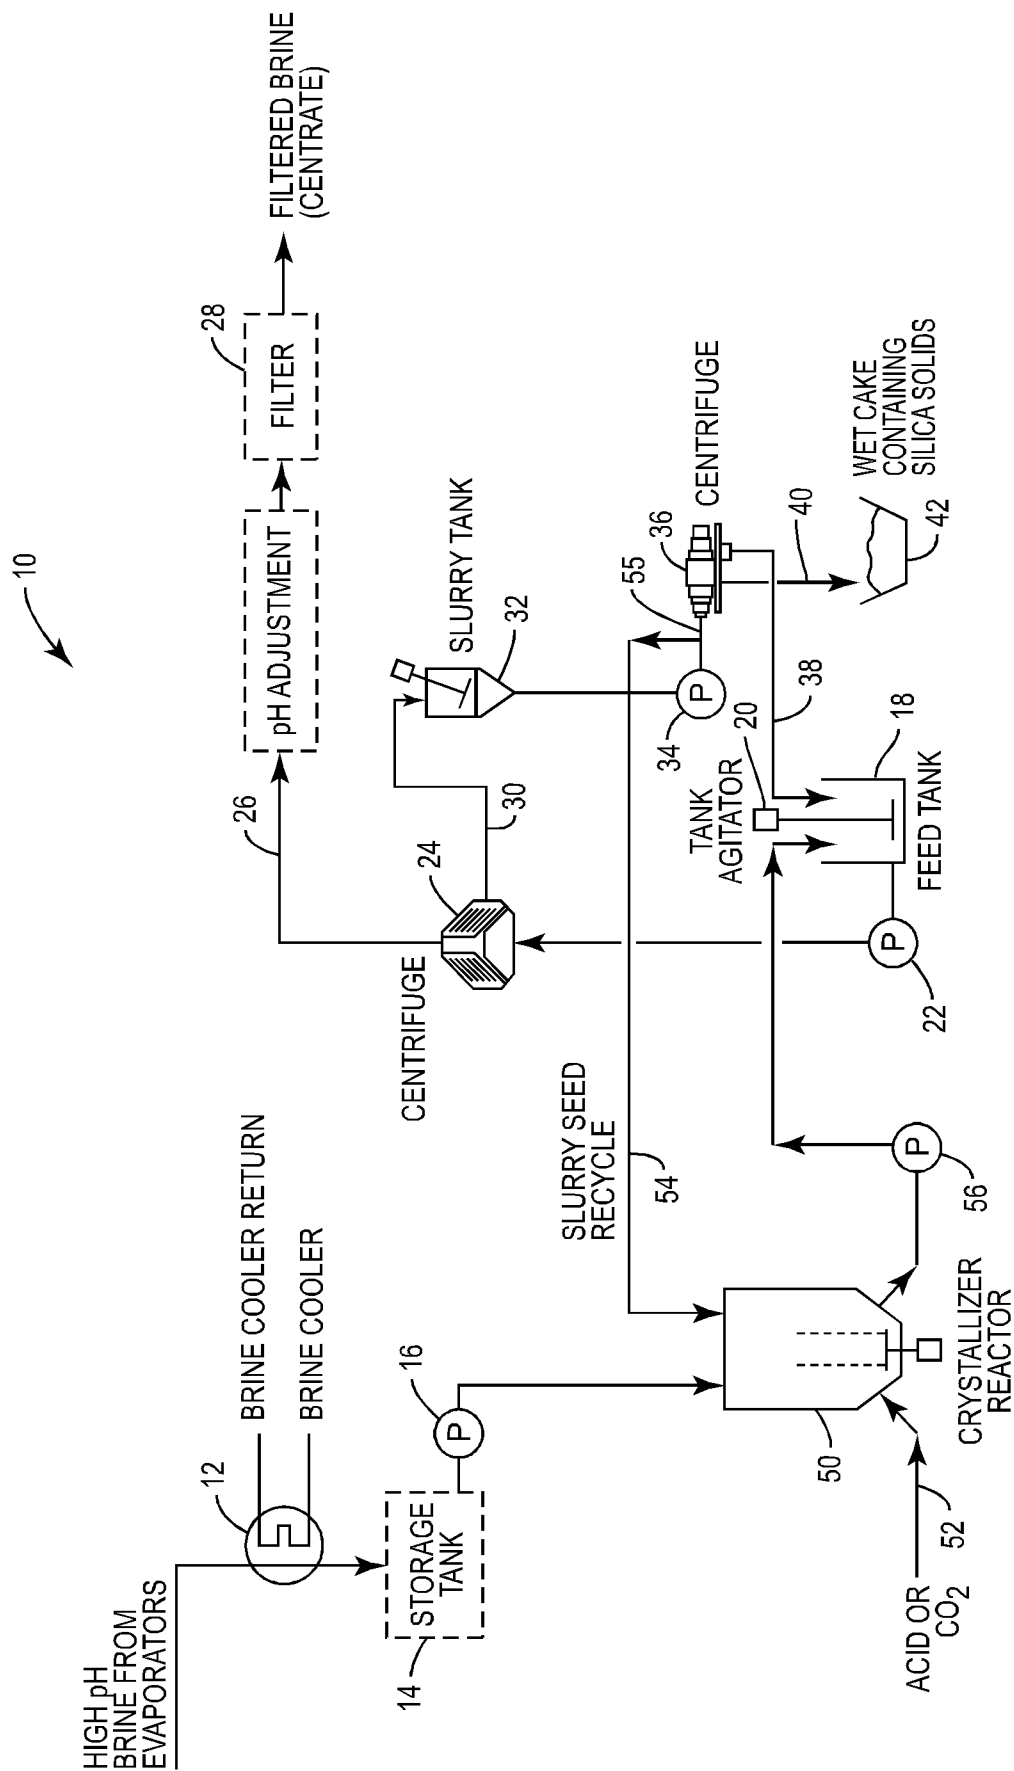 10
HIGH pH
BRINE FROM
EVAPORATORS
12
BRINE COOLER RETURN
BRINE COOLER
26
pH ADJUSTMENT
28
FILTER
FILTERED BRINE
(CENTRATE)
14
STORAGE
TANK
16
P
CENTRIFUGE
24
30
SLURRY TANK
32
SLURRY SEED
RECYCLE
54
34
P
55
36
CENTRIFUGE
TANK
AGITATOR
20
38
40
WET CAKE
CONTAINING
SILICA SOLIDS
42
50
ACID OR
CO2
52
CRYSTALLIZER
REACTOR
56
P
22
P
18
FEED TANK